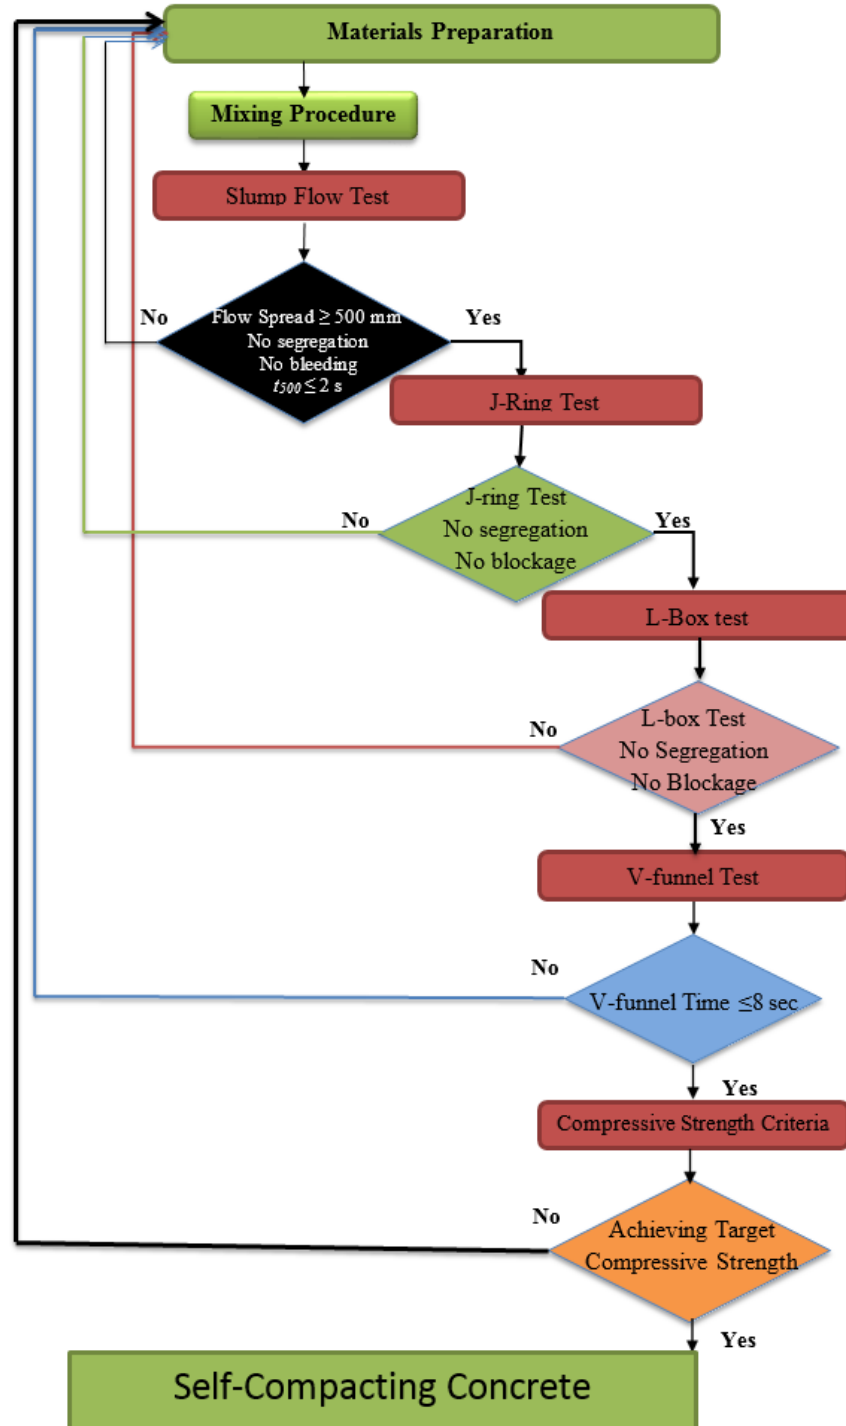 Materials Preparation
Mixing Procedure
Slump Flow Test
No
Flow Spread ≥ 500 mm
No segregation
No bleeding
t500 ≤ 2 s
Yes
J-Ring Test
No
J-ring Test
No segregation
No blockage
Yes
L-Box test
No
L-box Test
No Segregation
No Blockage
Yes
V-funnel Test
No
V-funnel Time ≤8 sec
Yes
Compressive Strength Criteria
No
Achieving Target
Compressive Strength
Yes
Self-Compacting Concrete